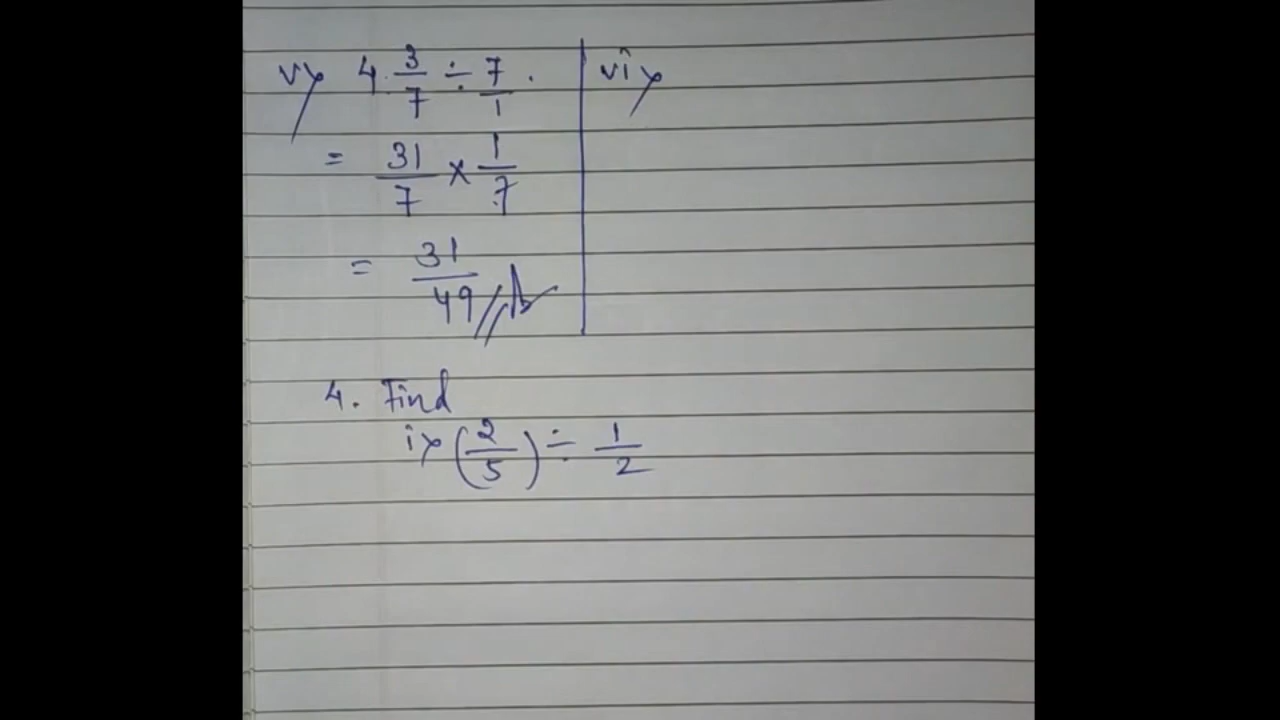 v) 4 3/7 ÷ 7/1
= 31/7 × 1/7
= 31/49 //
vi)
4. Find
i) (2/5) ÷ 1/2